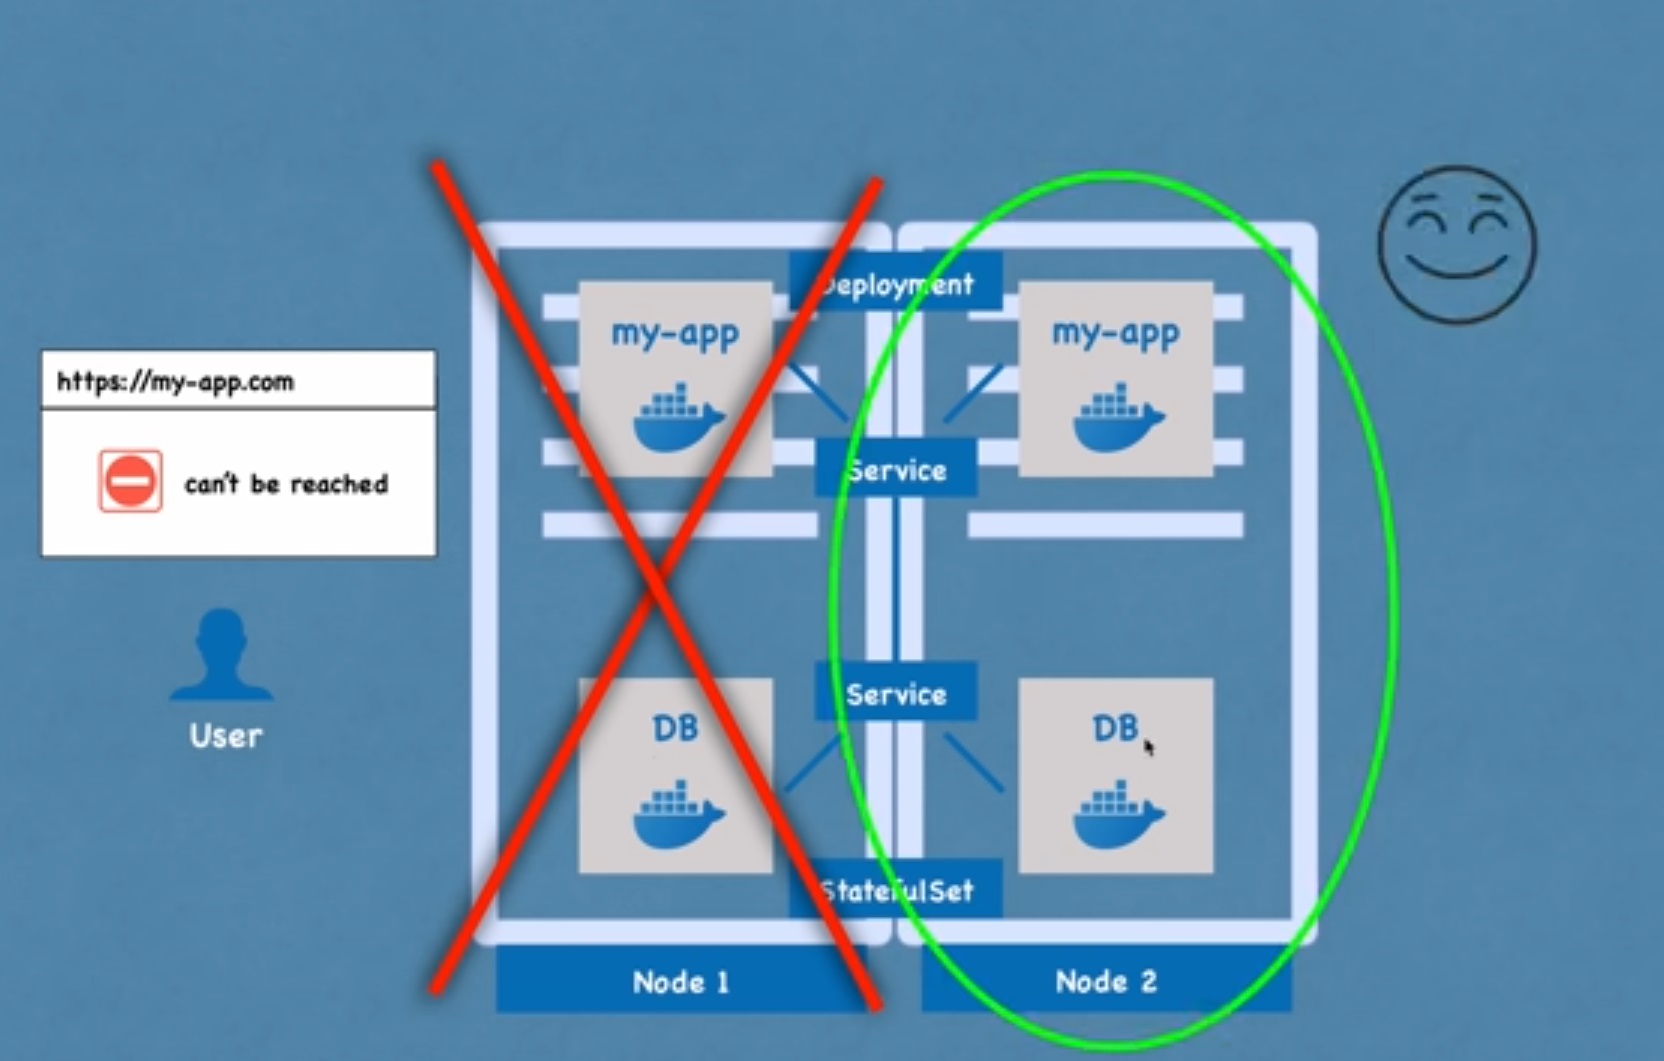 Deployment
my-app
my-app
https://my-app.com
can't be reached
Service
Service
User
DB
DB
StatefulSet
Node 1
Node 2